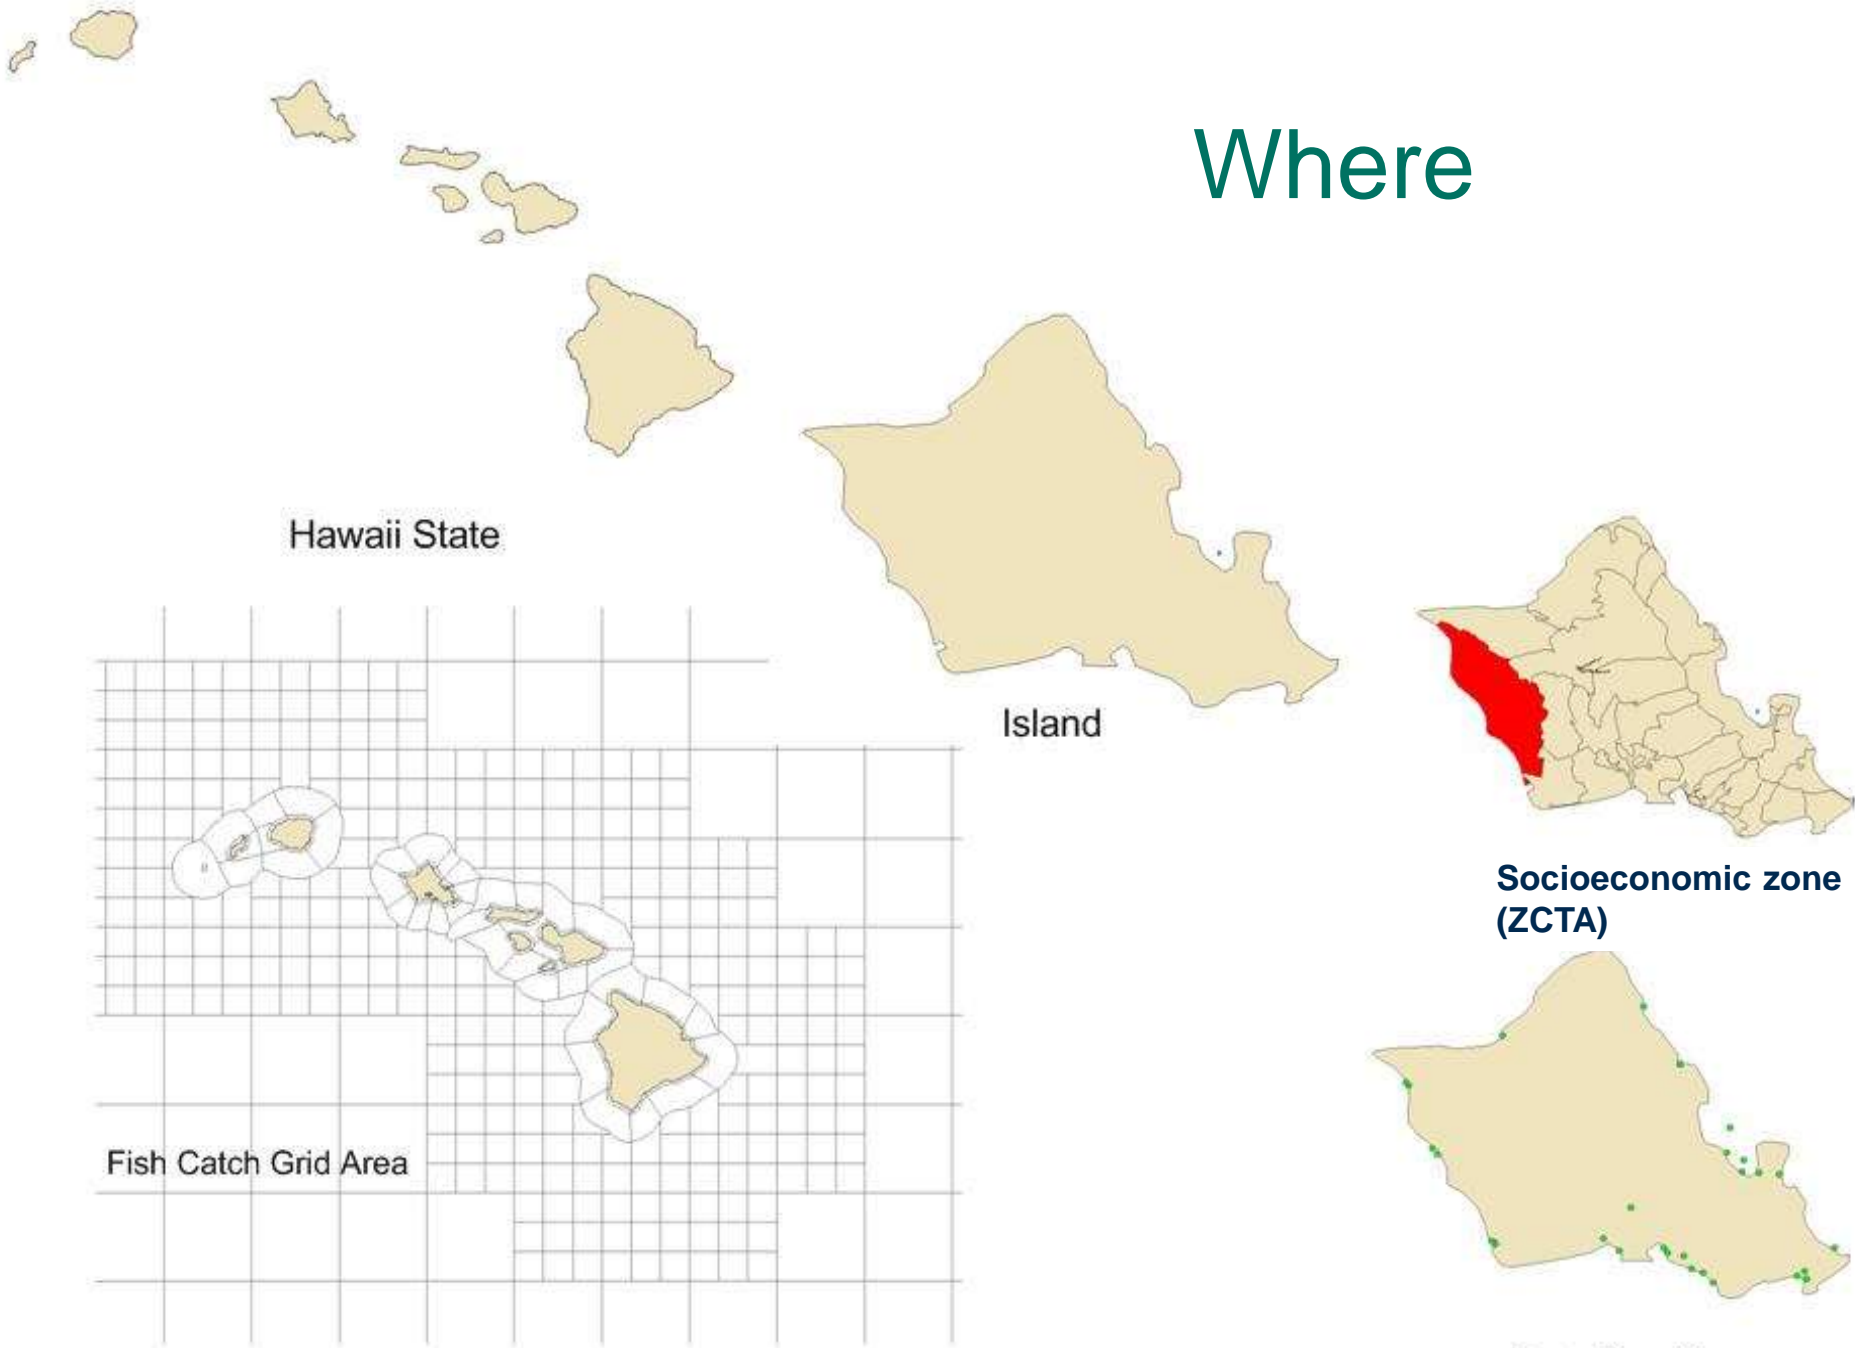 Where
Hawaii State
Island
Socioeconomic zone
(ZCTA)
Fish Catch Grid Area